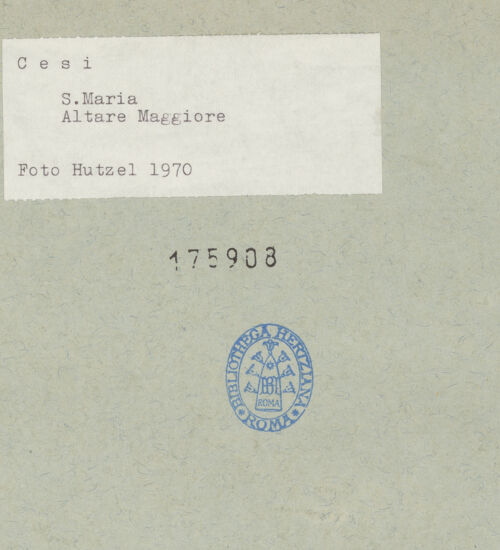 C e s i
S.Maria
Altare Maggiore
Foto Hutzel 1970
175908
BIBLIOTHECA HERTZIANA
ROMA
ROMA